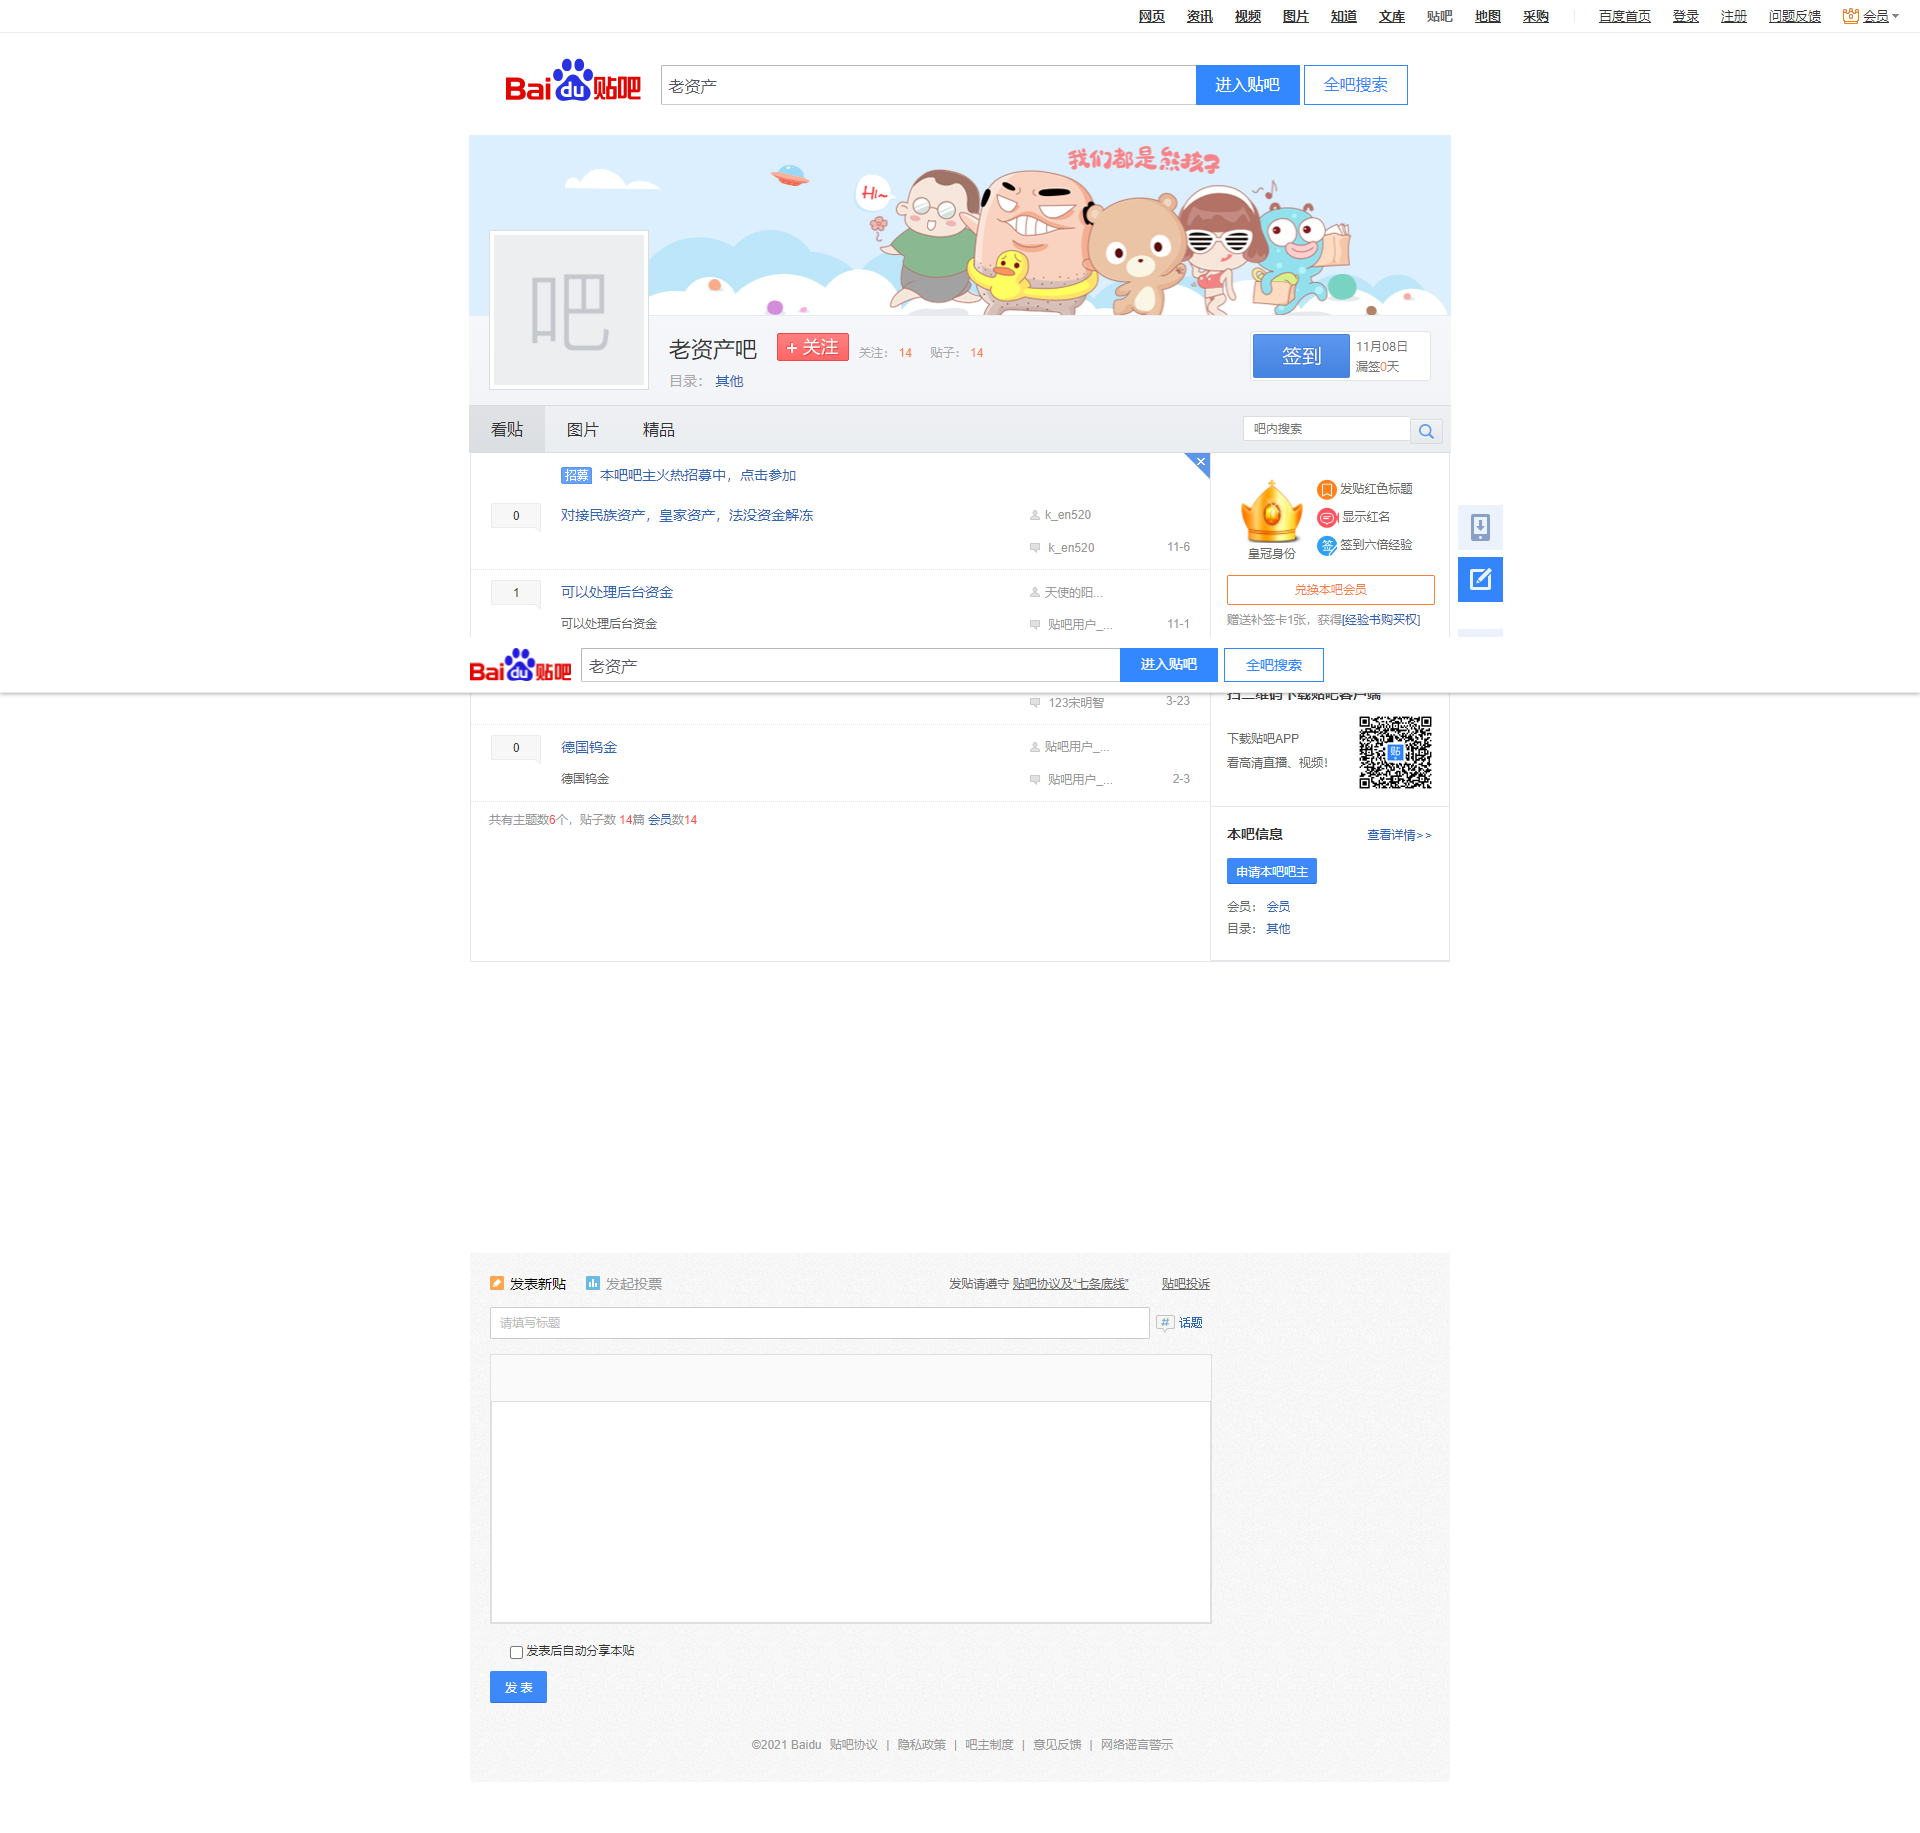 网页 资讯 视频 图片 知道 文库 贴吧 地图 采购 百度首页 登录 注册 问题反馈 会员
Bai du 贴吧 老资产 进入贴吧 全吧搜索
我们都是熊孩子
Hi~
吧
老资产吧 +关注 关注： 14 贴子： 14
目录： 其他
签到 11月08日
漏签0天
看贴 图片 精品 吧内搜索
招募 本吧吧主火热招募中，点击参加
0 对接民族资产，皇家资产，法没资金解冻 k_en520
k_en520 11-6
1 可以处理后台资金 天使的阳...
可以处理后台资金 贴吧用户_... 11-1
发贴红色标题
显示红名
签 签到六倍经验
皇冠身份
兑换本吧会员
赠送补签卡1张，获得[经验书购买权]
Bai du 贴吧 老资产 进入贴吧 全吧搜索
123宋明智 3-23
扫二维码下载贴吧客户端
0 德国钨金 贴吧用户_...
德国钨金 贴吧用户_... 2-3
下载贴吧APP
看高清直播、视频！
贴
共有主题数6个，贴子数 14篇 会员数14
本吧信息 查看详情>>
申请本吧吧主
会员： 会员
目录： 其他
发表新贴 发起投票 发贴请遵守 贴吧协议及“七条底线” 贴吧投诉
请填写标题 # 话题
发表后自动分享本贴
发 表
©2021 Baidu 贴吧协议 | 隐私政策 | 吧主制度 | 意见反馈 | 网络谣言警示